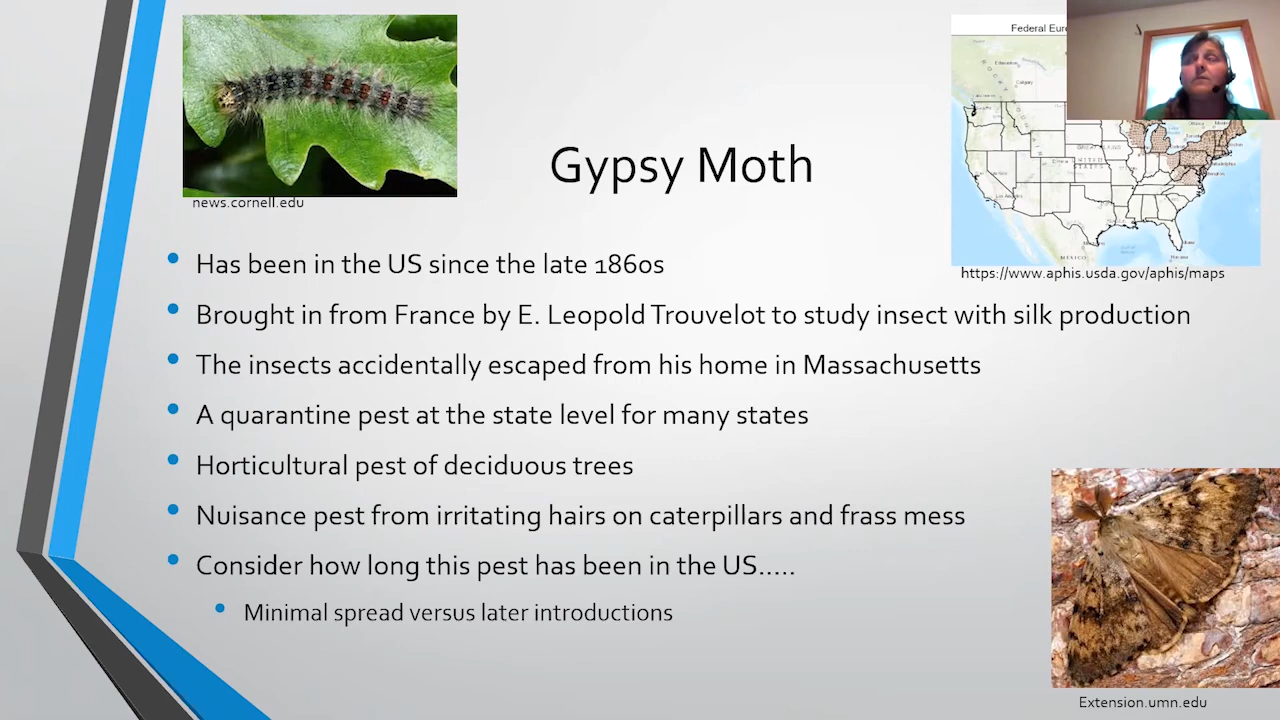 Federal Eur
news.cornell.edu
Gypsy Moth
https://www.aphis.usda.gov/aphis/maps
Has been in the US since the late 1860s
Brought in from France by E. Leopold Trouvelot to study insect with silk production
The insects accidentally escaped from his home in Massachusetts
A quarantine pest at the state level for many states
Horticultural pest of deciduous trees
Nuisance pest from irritating hairs on caterpillars and frass mess
Consider how long this pest has been in the US.....
Minimal spread versus later introductions
Extension.umn.edu